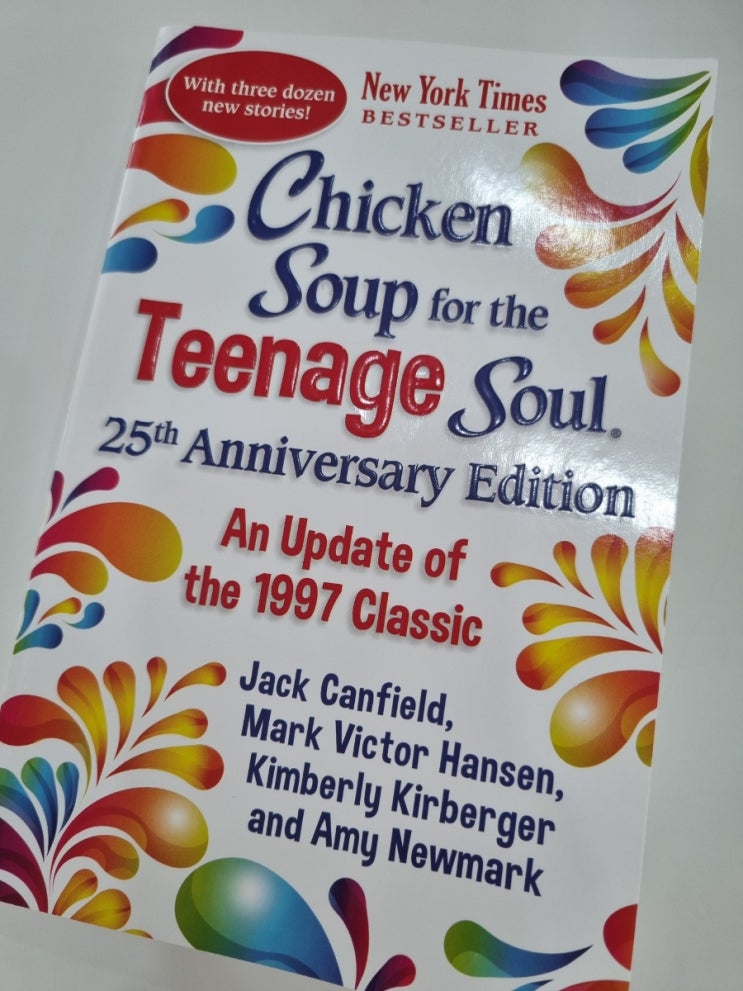 With three dozen
new stories!
New York Times
BESTSELLER
Chicken
Soup for the
Teenage Soul®
25th Anniversary Edition
An Update of
the 1997 Classic
Jack Canfield,
Mark Victor Hansen,
Kimberly Kirberger
and Amy Newmark